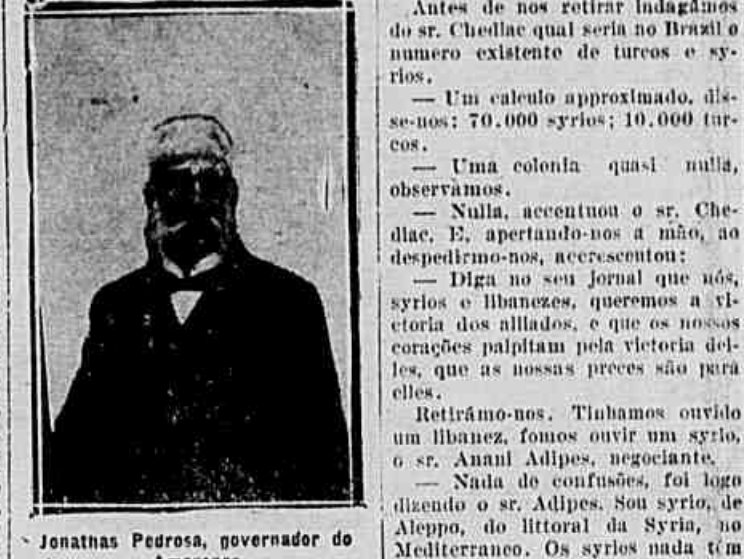 Jonathas Pedrosa, governador do
Antes de nos retirar indagámos
do sr. Chedlac qual seria no Brazil o
numero existente de turcos e sy-
rios.
— Um calculo approximado, dis-
se-nos: 70.000 syrios; 10.000 tur-
cos.
— Uma colonia quasi nulla,
observámos.
— Nulla, accentuou o sr. Che-
dlac. E, apertando-nos a mão, ao
despedirmo-nos, accrescentou:
— Diga no seu jornal que nós,
syrios e libanezes, queremos a vi-
ctoria dos alliados, e que os nossos
corações palpitam pela victoria del-
les, que as nossas preces são para
elles.
Retirámo-nos. Tinhamos ouvido
um libanez, fomos ouvir um syrio,
o sr. Anani Adipes, negociante.
— Nada de confusões, foi logo
dizendo o sr. Adipes. Sou syrio, de
Aleppo, do littoral da Syria, no
Mediterraneo. Os syrios nada têm